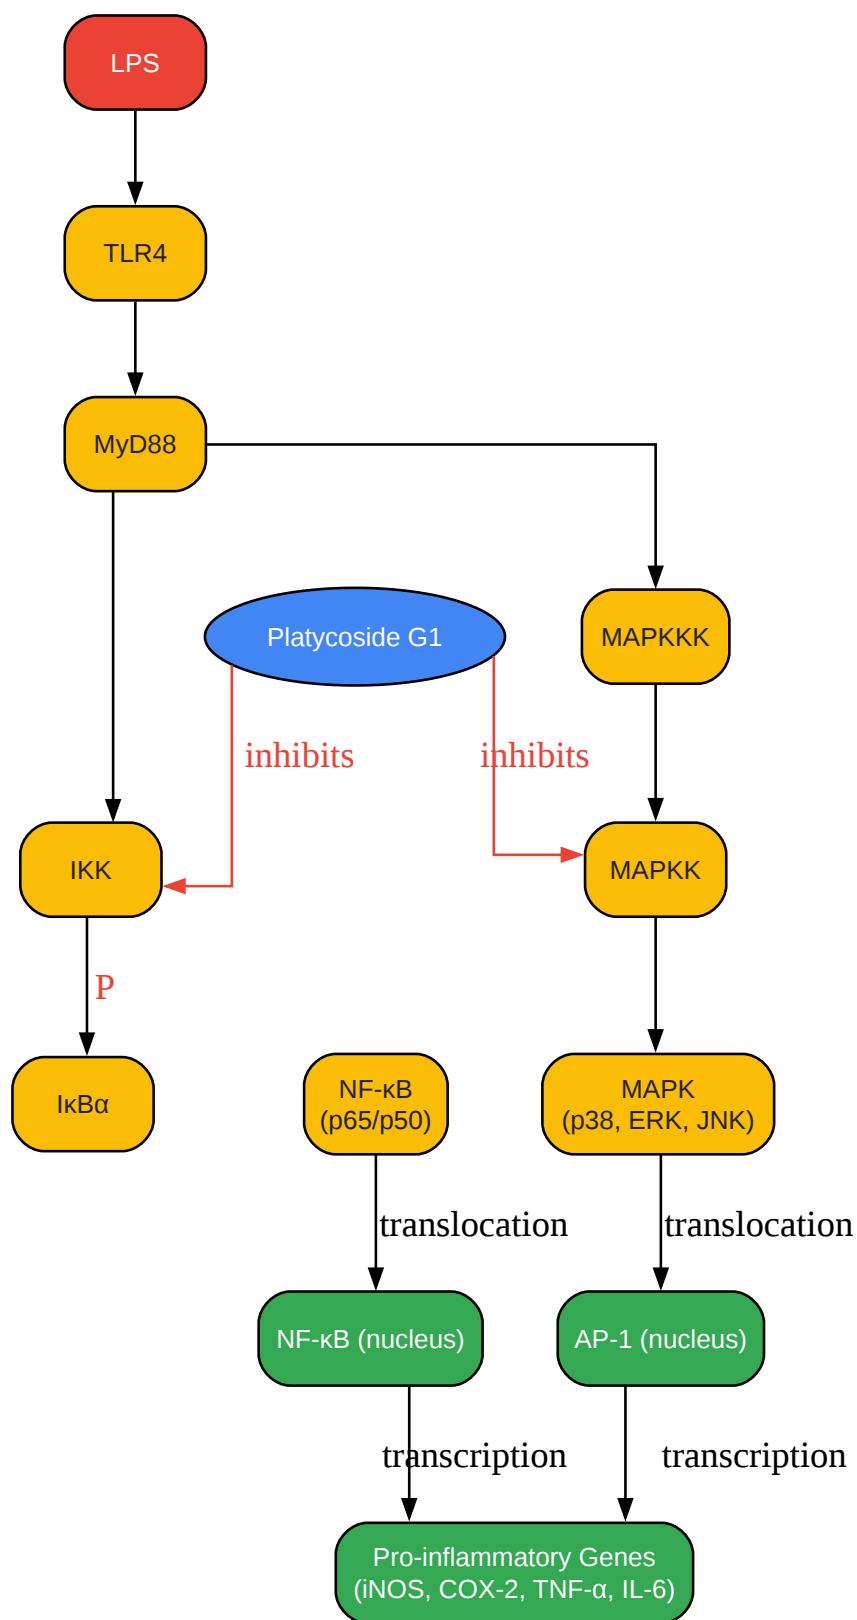 LPS
TLR4
MyD88
Platycoside G1
MAPKKK
inhibits
inhibits
IKK
MAPKK
P
IκBα
NF-κB
(p65/p50)
MAPK
(p38, ERK, JNK)
translocation
translocation
NF-κB (nucleus)
AP-1 (nucleus)
transcription
transcription
Pro-inflammatory Genes
(iNOS, COX-2, TNF-α, IL-6)